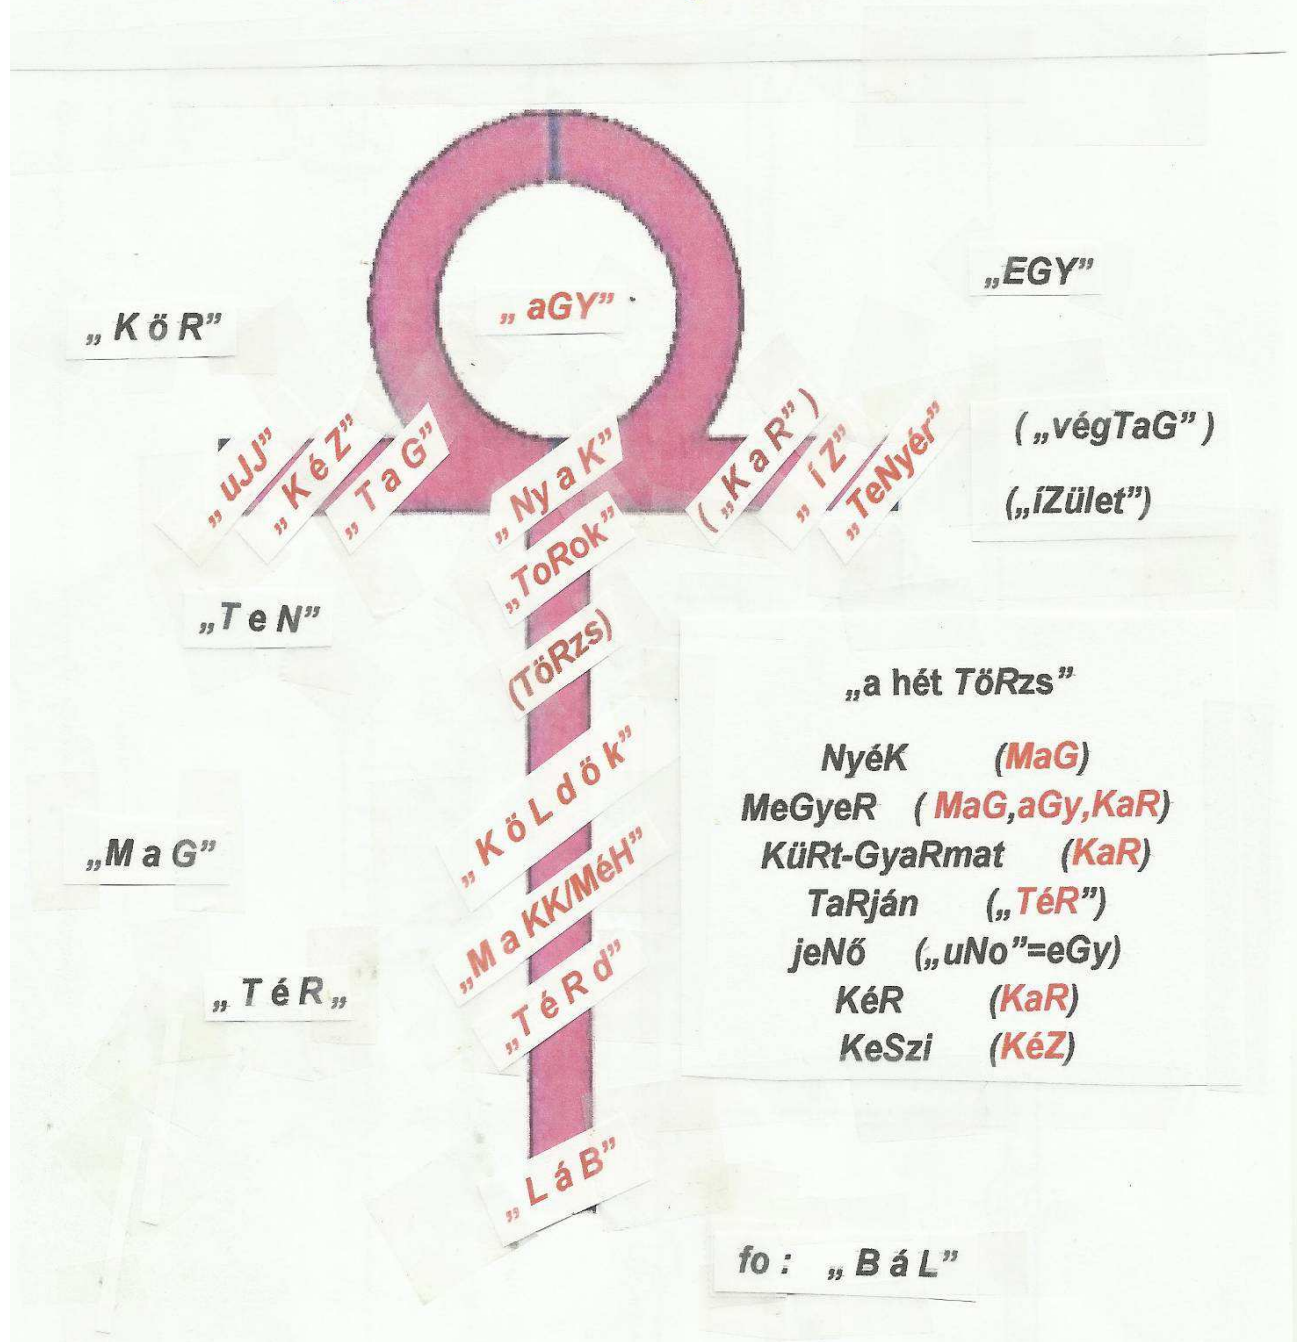 „EGY”
„ aGY”
„ K ö R”
„ uJJ”
„ K é Z”
„ T a G”
„ Ny a K”
(„K a R” )
„ í Z”
„TeNyér”
( „végTaG” )
(„íZület”)
„ToRok”
„T e N”
(TöRzs)
„a hét TöRzs”
„K ö L d ö k”
NyéK (MaG)
MeGyeR ( MaG,aGy,KaR)
KüRt-GyaRmat (KaR)
„M a G”
„M a KK/MéH”
TaRján („TéR”)
jeNő („uNo”=eGy)
„ T é R „
„T é R d”
KéR (KaR)
KeSzi (KéZ)
„ L á B”
fo : „ B á L”